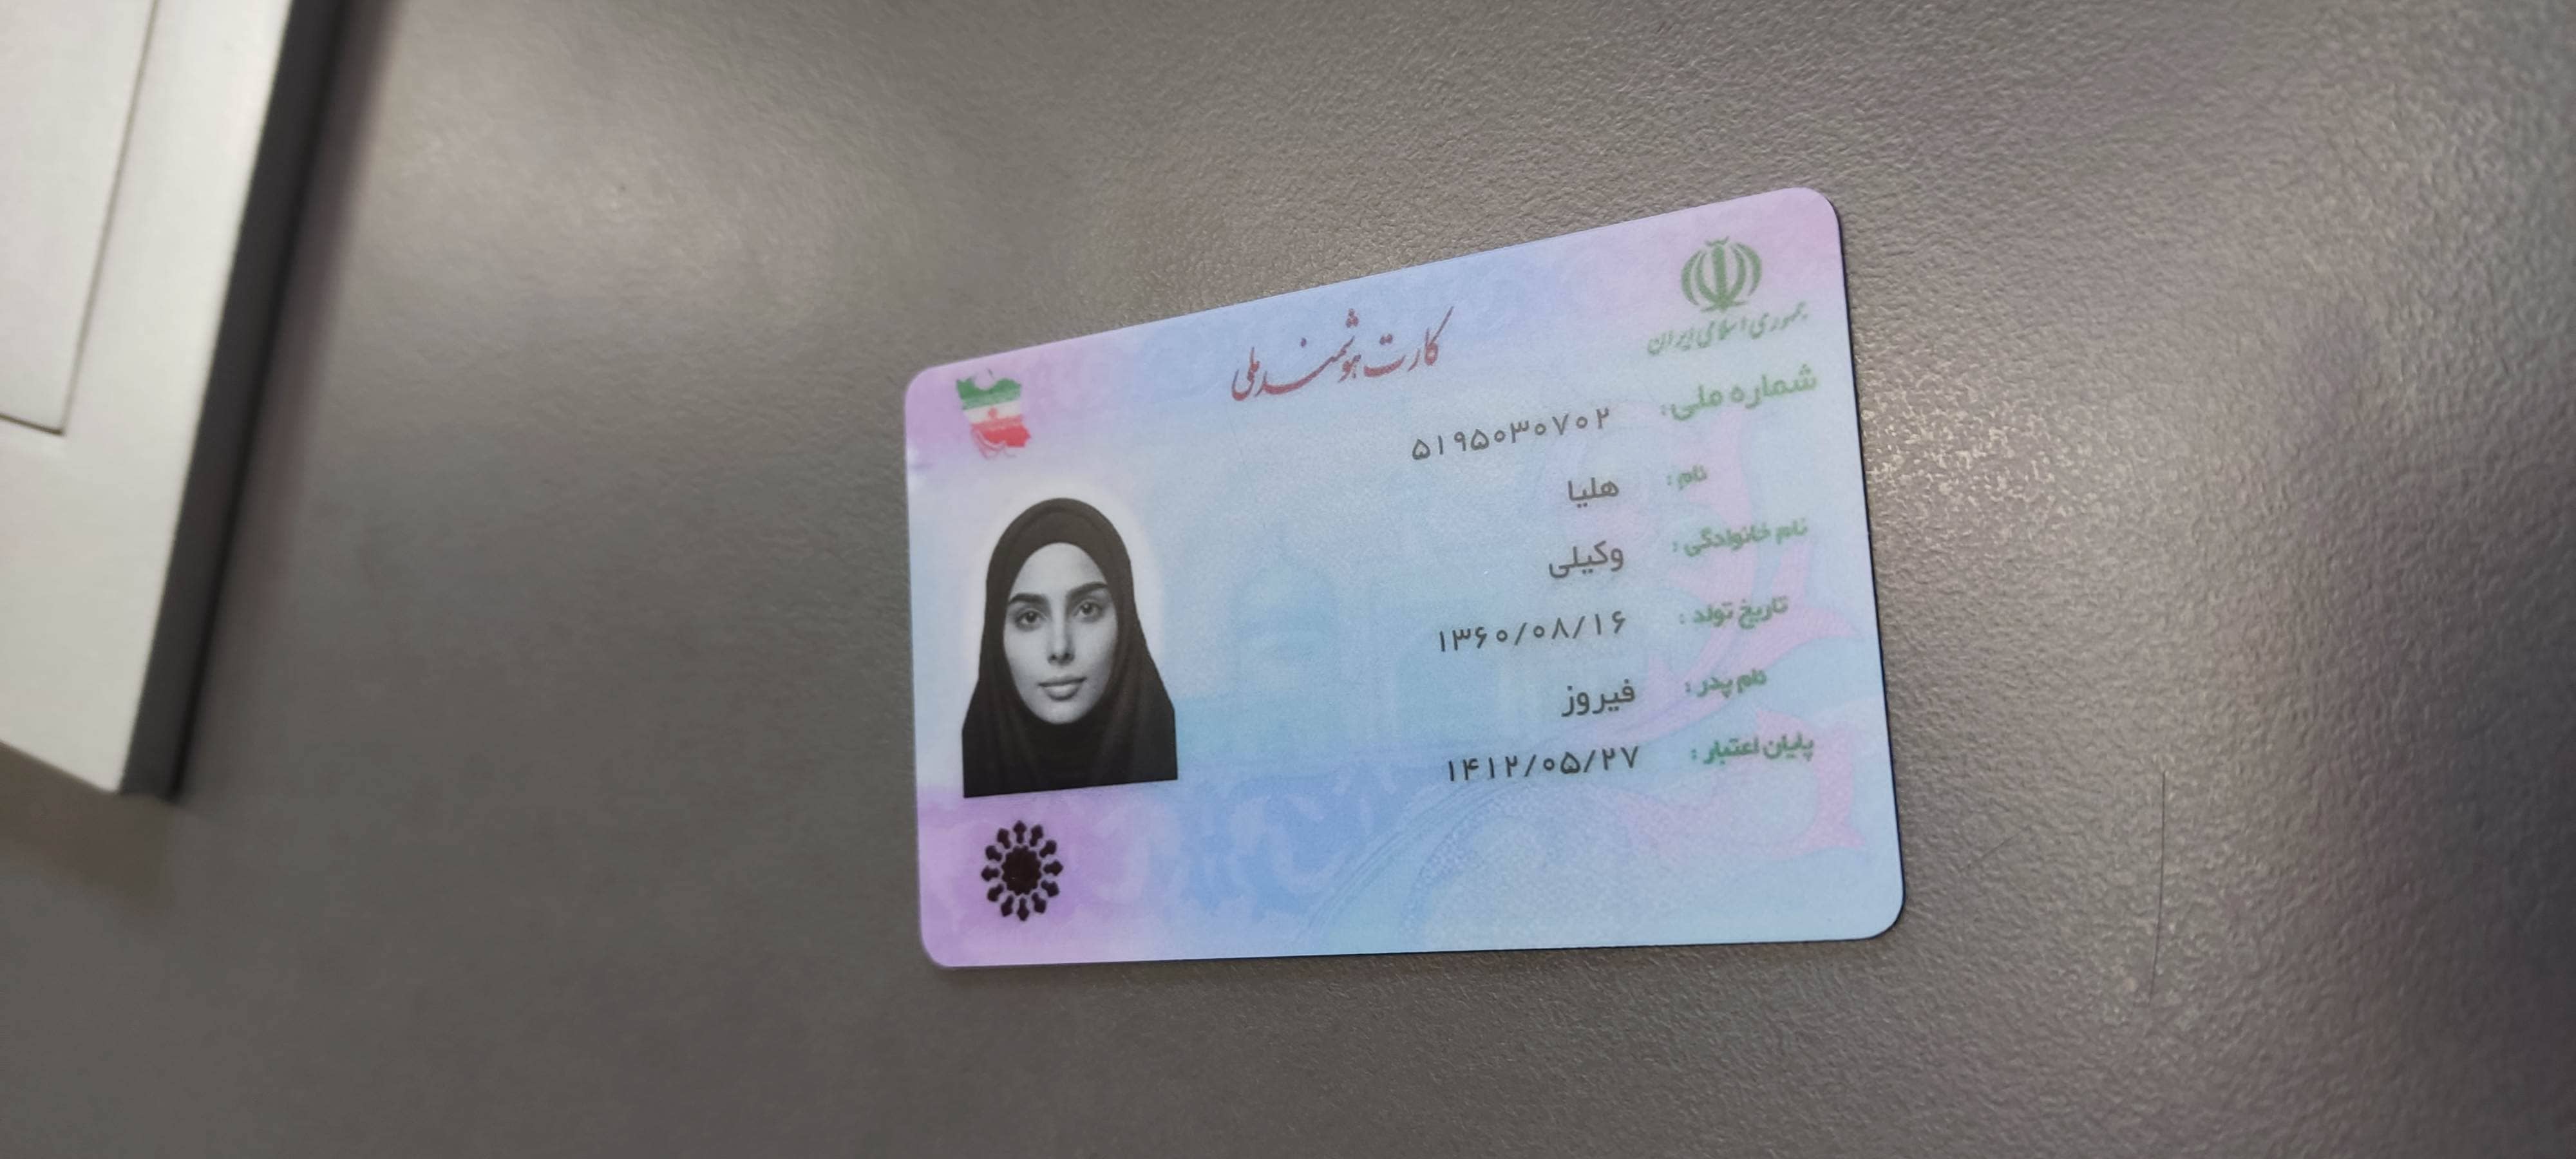 جمهوری اسلامی ایران
کارت هوشمند ملی
شماره ملی: ۵۱۹۵۰۳۰۷۰۲
نام: هلیا
نام خانوادگی: وکیلی
تاریخ تولد: ۱۳۶۰/۰۸/۱۶
نام پدر: فیروز
پایان اعتبار: ۱۴۱۲/۰۵/۲۷